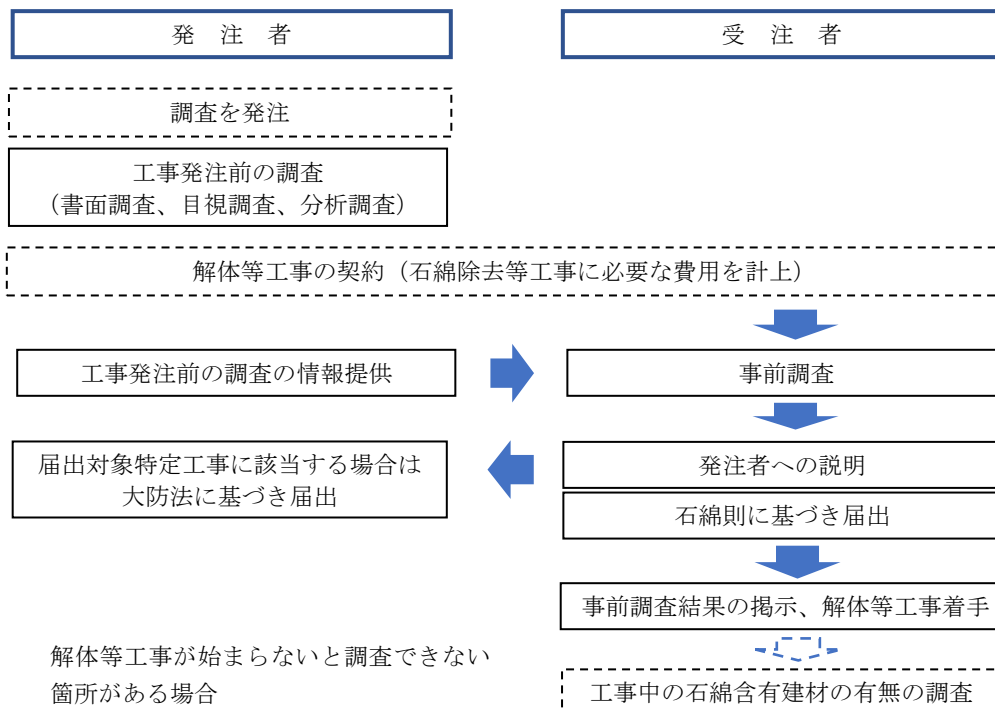 発 注 者
受 注 者
調査を発注
工事発注前の調査
（書面調査、目視調査、分析調査）
解体等工事の契約（石綿除去等工事に必要な費用を計上）
工事発注前の調査の情報提供
事前調査
届出対象特定工事に該当する場合は
大防法に基づき届出
発注者への説明
石綿則に基づき届出
事前調査結果の掲示、解体等工事着手
解体等工事が始まらないと調査できない
箇所がある場合
工事中の石綿含有建材の有無の調査